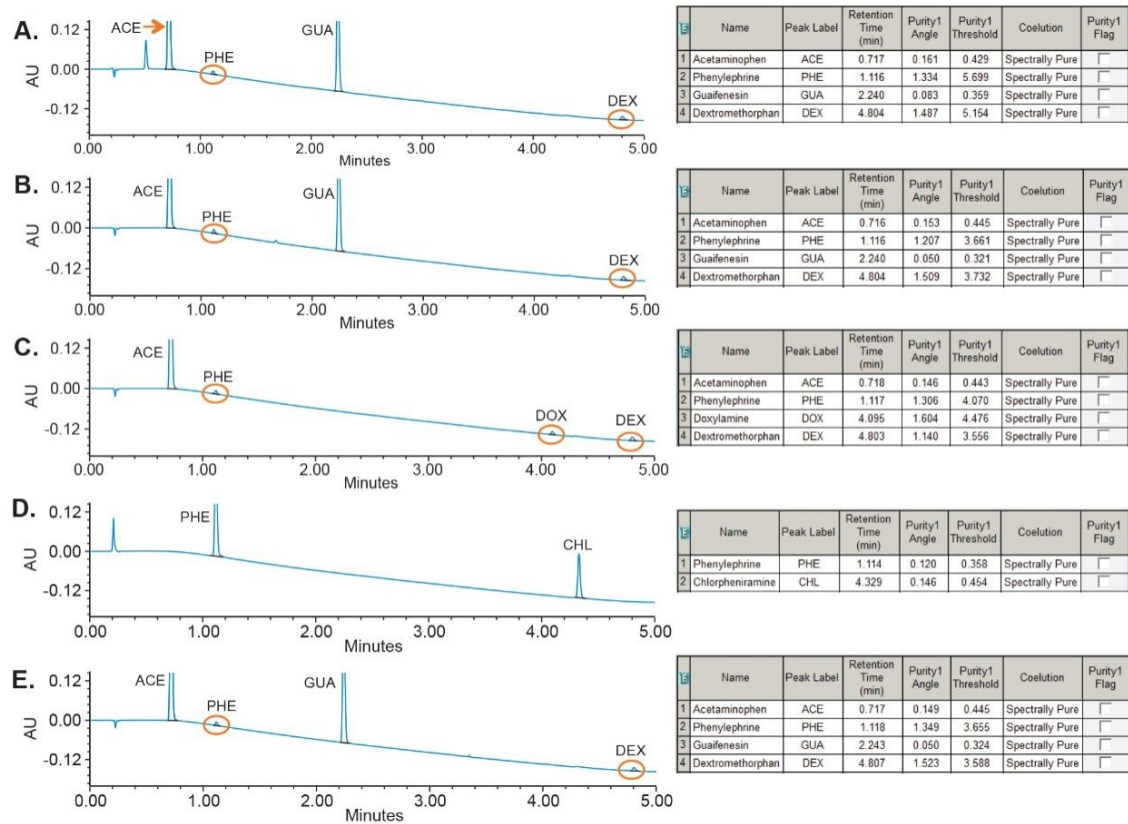 A.
ACE
PHE
GUA
DEX
0.12
0.00
-0.12
AU
0.00 1.00 2.00 3.00 4.00 5.00
Minutes
Name Peak Label Retention Time (min) Purity1 Angle Purity1 Threshold Coelution Purity1 Flag
1 Acetaminophen ACE 0.717 0.161 0.429 Spectrally Pure
2 Phenylephrine PHE 1.116 1.334 5.699 Spectrally Pure
3 Guaifenesin GUA 2.240 0.083 0.359 Spectrally Pure
4 Dextromethorphan DEX 4.804 1.487 5.154 Spectrally Pure
B.
ACE
PHE
GUA
DEX
0.12
0.00
-0.12
AU
0.00 1.00 2.00 3.00 4.00 5.00
Minutes
Name Peak Label Retention Time (min) Purity1 Angle Purity1 Threshold Coelution Purity1 Flag
1 Acetaminophen ACE 0.716 0.153 0.445 Spectrally Pure
2 Phenylephrine PHE 1.116 1.207 3.661 Spectrally Pure
3 Guaifenesin GUA 2.240 0.050 0.321 Spectrally Pure
4 Dextromethorphan DEX 4.804 1.509 3.732 Spectrally Pure
C.
ACE
PHE
DOX
DEX
0.12
0.00
-0.12
AU
0.00 1.00 2.00 3.00 4.00 5.00
Minutes
Name Peak Label Retention Time (min) Purity1 Angle Purity1 Threshold Coelution Purity1 Flag
1 Acetaminophen ACE 0.718 0.146 0.443 Spectrally Pure
2 Phenylephrine PHE 1.117 1.306 4.070 Spectrally Pure
3 Doxylamine DOX 4.095 1.604 4.476 Spectrally Pure
4 Dextromethorphan DEX 4.803 1.140 3.556 Spectrally Pure
D.
PHE
CHL
0.12
0.00
-0.12
AU
0.00 1.00 2.00 3.00 4.00 5.00
Minutes
Name Peak Label Retention Time (min) Purity1 Angle Purity1 Threshold Coelution Purity1 Flag
1 Phenylephrine PHE 1.114 0.120 0.358 Spectrally Pure
2 Chlorpheniramine CHL 4.329 0.146 0.454 Spectrally Pure
E.
ACE
PHE
GUA
DEX
0.12
0.00
-0.12
AU
0.00 1.00 2.00 3.00 4.00 5.00
Minutes
Name Peak Label Retention Time (min) Purity1 Angle Purity1 Threshold Coelution Purity1 Flag
1 Acetaminophen ACE 0.717 0.149 0.445 Spectrally Pure
2 Phenylephrine PHE 1.118 1.349 3.655 Spectrally Pure
3 Guaifenesin GUA 2.243 0.050 0.324 Spectrally Pure
4 Dextromethorphan DEX 4.807 1.523 3.588 Spectrally Pure